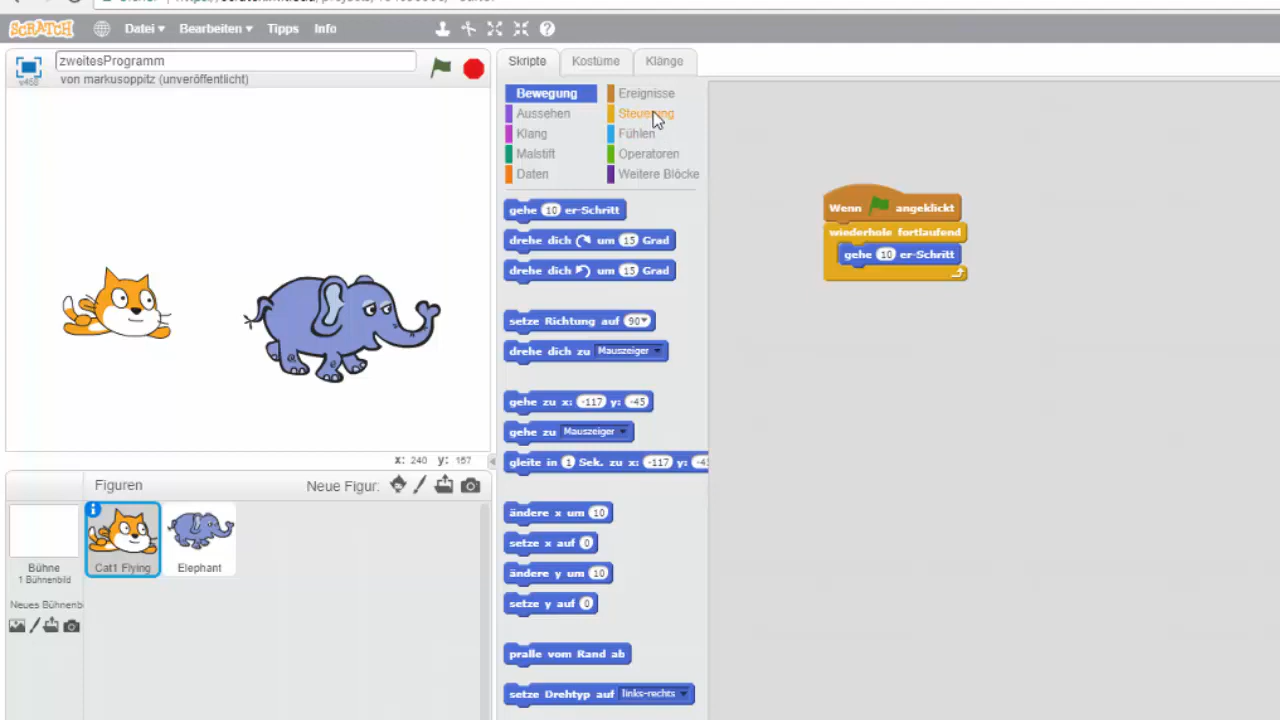 SCRATCH Datei Bearbeiten Tipps Info
zweitesProgramm
von markusoppitz (unveröffentlicht)
v458
Skripte Kostüme Klänge
Bewegung Ereignisse
Aussehen Steuerung
Klang Fühlen
Malstift Operatoren
Daten Weitere Blöcke
gehe 10 er-Schritt
drehe dich um 15 Grad
drehe dich um 15 Grad
setze Richtung auf 90
drehe dich zu Mauszeiger
gehe zu x: -117 y: -45
gehe zu Mauszeiger
gleite in 1 Sek. zu x: -117 y:
ändere x um 10
setze x auf 0
ändere y um 10
setze y auf 0
pralle vom Rand ab
setze Drehtyp auf links-rechts
Wenn angeklickt
wiederhole fortlaufend
gehe 10 er-Schritt
x: 240 y: 157
Figuren Neue Figur:
Bühne
1 Bühnenbild
Neues Bühnenb
Cat1 Flying
Elephant